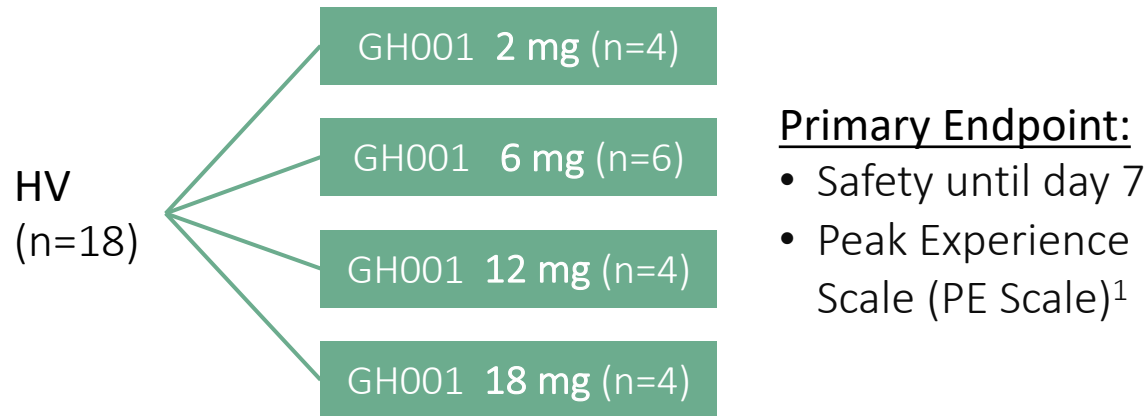 GH001 2 mg (n=4)
GH001 6 mg (n=6)
GH001 12 mg (n=4)
GH001 18 mg (n=4)
HV
(n=18)
Primary Endpoint:
• Safety until day 7
• Peak Experience
Scale (PE Scale)¹